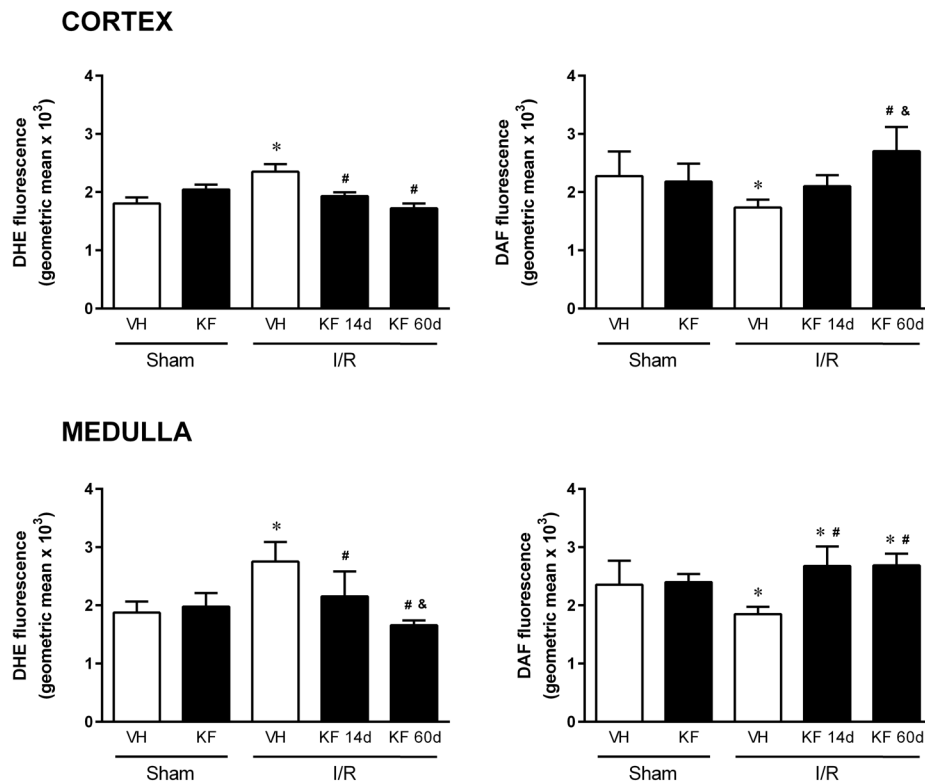 CORTEX
DHE fluorescence
(geometric mean x 10³)
4
3
2
1
0
*
#
#
VH KF VH KF 14d KF 60d
Sham I/R
DAF fluorescence
(geometric mean x 10³)
4
3
2
1
0
*
# &
VH KF VH KF 14d KF 60d
Sham I/R
MEDULLA
DHE fluorescence
(geometric mean x 10³)
4
3
2
1
0
*
#
# &
VH KF VH KF 14d KF 60d
Sham I/R
DAF fluorescence
(geometric mean x 10³)
4
3
2
1
0
*
* #
* #
VH KF VH KF 14d KF 60d
Sham I/R